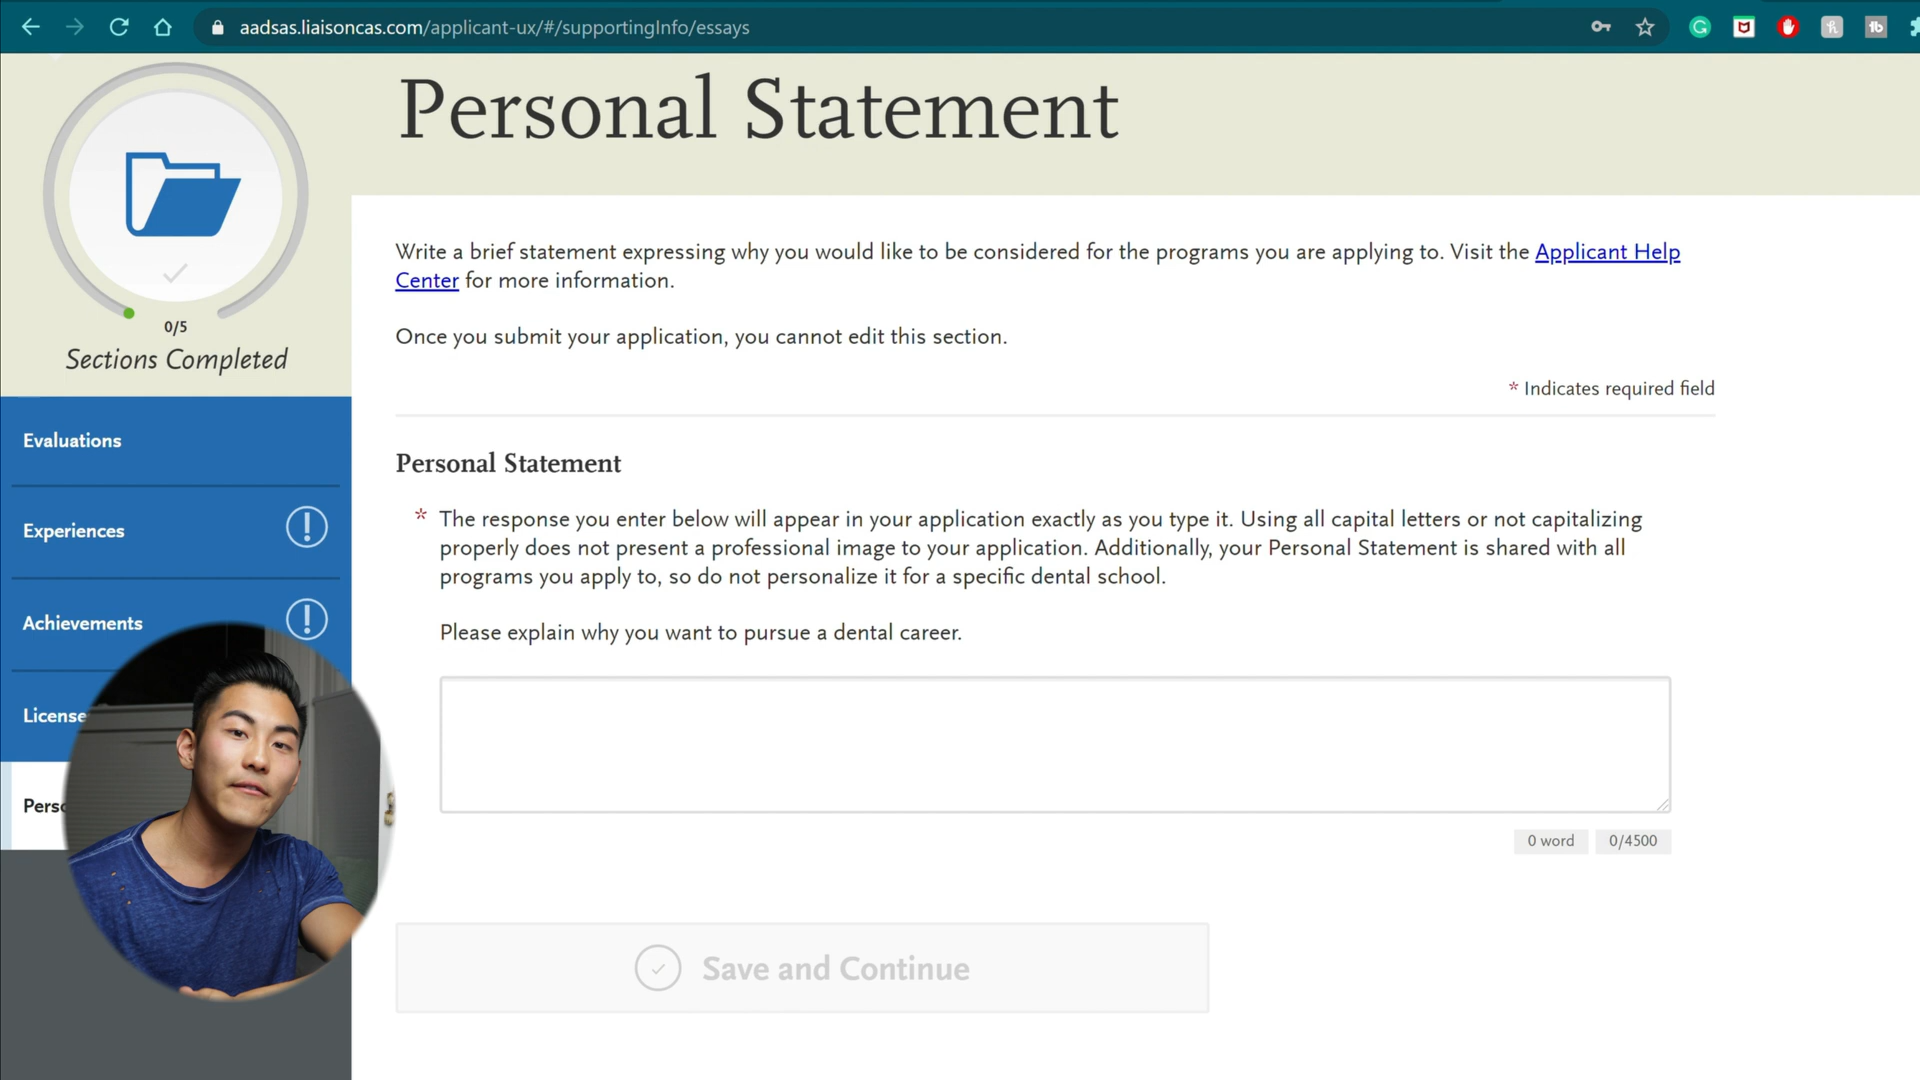 aadsas.liaisoncas.com/applicant-ux/#/supportingInfo/essays
Personal Statement
0/5
Sections Completed
Write a brief statement expressing why you would like to be considered for the programs you are applying to. Visit the Applicant Help
Center for more information.
Once you submit your application, you cannot edit this section.
* Indicates required field
Evaluations
Experiences
Achievements
License
Personal Statement
* The response you enter below will appear in your application exactly as you type it. Using all capital letters or not capitalizing
properly does not present a professional image to your application. Additionally, your Personal Statement is shared with all
programs you apply to, so do not personalize it for a specific dental school.
Please explain why you want to pursue a dental career.
0 word
0/4500
Save and Continue